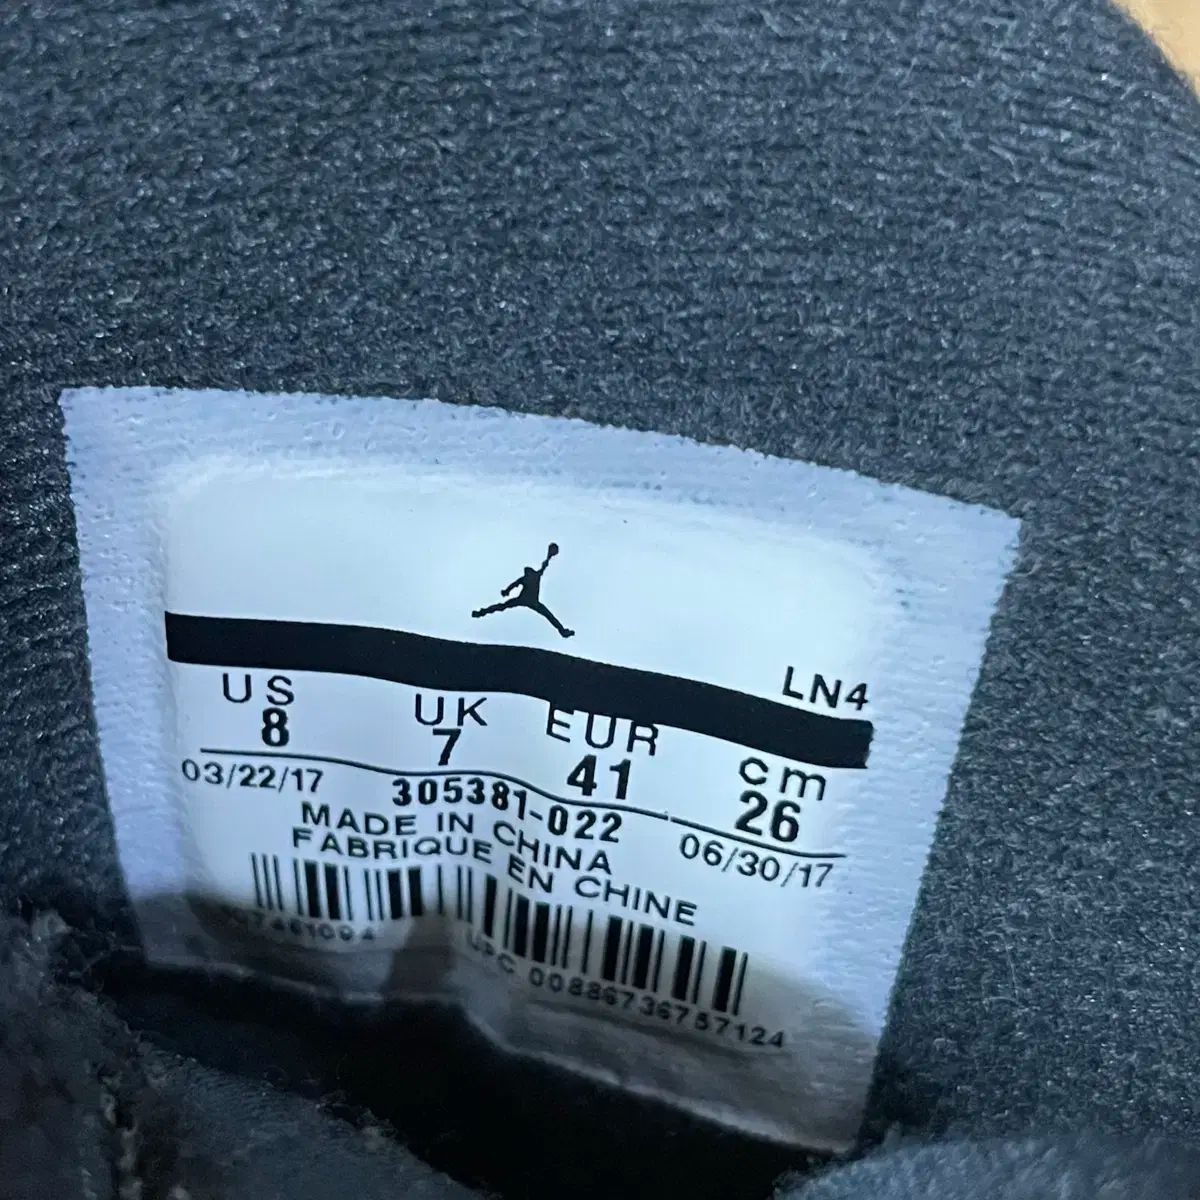 LN4
US UK EUR cm
8 7 41 26
03/22/17 305381-022 06/30/17
MADE IN CHINA
FABRIQUE EN CHINE
UPC 00886736757124